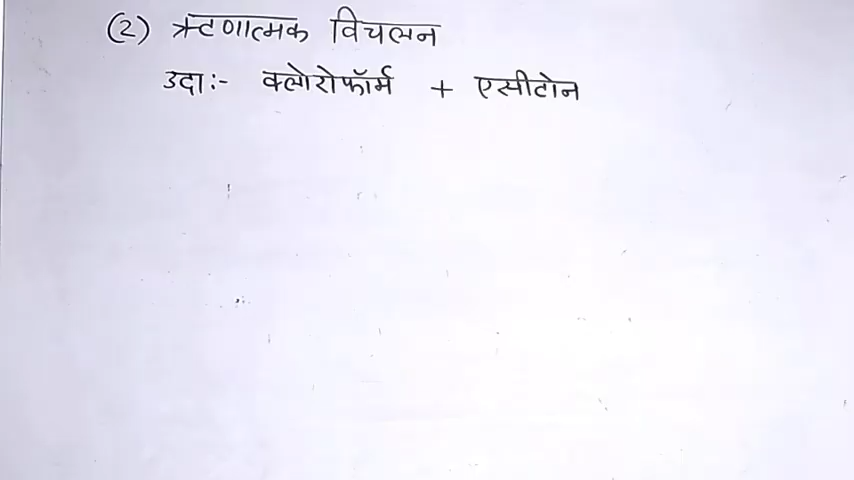 (2) ऋणात्मक विचलन
उदा:- क्लोरोफॉर्म + एसीटोन